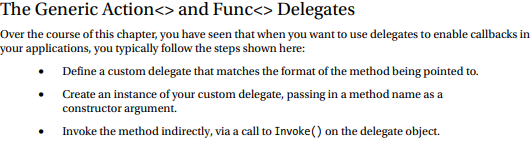 The Generic Action<> and Func<> Delegates
Over the course of this chapter, you have seen that when you want to use delegates to enable callbacks in
your applications, you typically follow the steps shown here:
• Define a custom delegate that matches the format of the method being pointed to.
• Create an instance of your custom delegate, passing in a method name as a
constructor argument.
• Invoke the method indirectly, via a call to Invoke() on the delegate object.